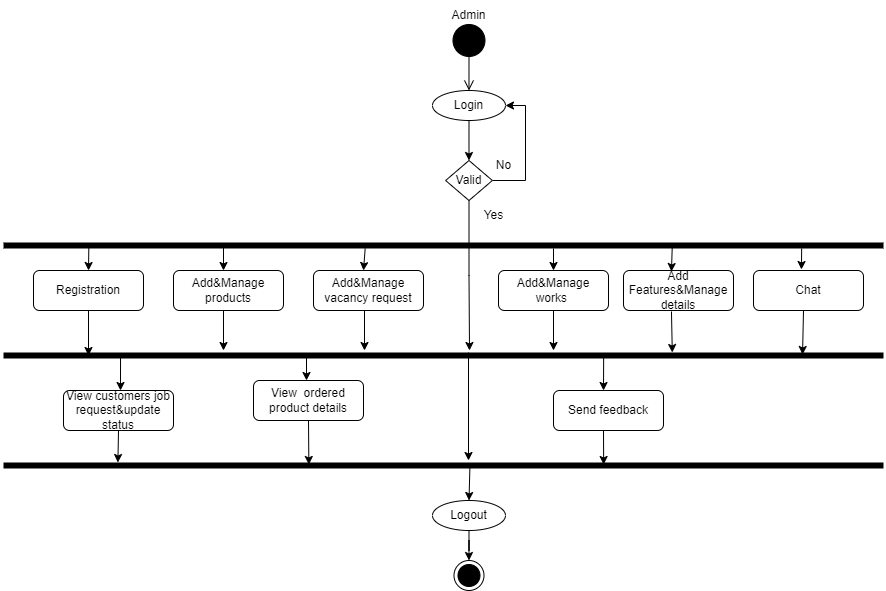 Admin
Login
No
Valid
Yes
Registration
Add&Manage
products
Add&Manage
vacancy request
Add&Manage
works
Add
Features&Manage
details
Chat
View customers job
request&update
status
View ordered
product details
Send feedback
Logout